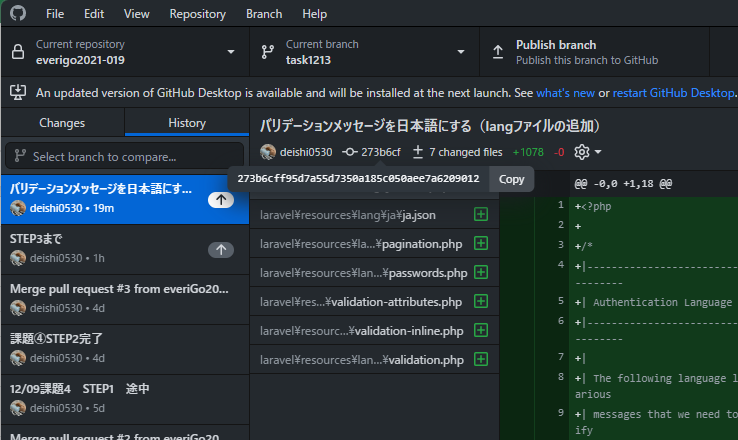 File Edit View Repository Branch Help
Current repository
everigo2021-019
Current branch
task1213
Publish branch
Publish this branch to GitHub
An updated version of GitHub Desktop is available and will be installed at the next launch. See what's new or restart GitHub Desktop.
Changes
History
Select branch to compare...
バリデーションメッセージを日本語にす...
deishi0530 • 19m
STEP3まで
deishi0530 • 1h
Merge pull request #3 from everiGo20...
deishi0530 • 4d
課題④STEP2完了
deishi0530 • 4d
12/09課題4　STEP1　途中
deishi0530 • 5d
Merge pull request #2 from everiGo20...
バリデーションメッセージを日本語にする（langファイルの追加）
deishi0530 273b6cf 7 changed files +1078 -0
273b6cff95d7a55d7350a185c050aee7a6209012 Copy
laravel¥resources¥lang¥ja¥ja.json
laravel¥resources¥la...¥pagination.php
laravel¥resources¥lan...¥passwords.php
laravel¥res...¥validation-attributes.php
laravel¥resourc...¥validation-inline.php
laravel¥resources¥lan...¥validation.php
@@ -0,0 +1,18 @@
1 +<?php
2 +
3 +/*
4 +|---------------------------
--------
5 +| Authentication Language
6 +|---------------------------
--------
7 +|
8 +| The following language l
arious
9 +| messages that we need to
ify